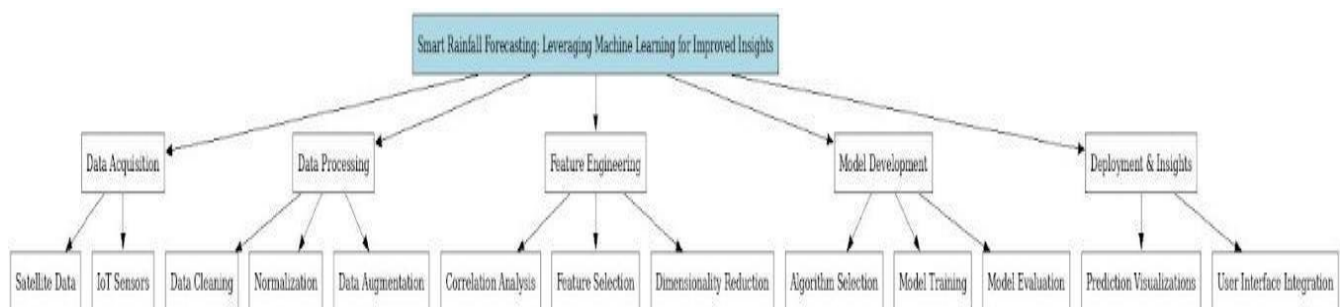 Smart Rainfall Forecasting: Leveraging Machine Learning for Improved Insights
Data Acquisition
Data Processing
Feature Engineering
Model Development
Deployment & Insights
Satellite Data
IoT Sensors
Data Cleaning
Normalization
Data Augmentation
Correlation Analysis
Feature Selection
Dimensionality Reduction
Algorithm Selection
Model Training
Model Evaluation
Prediction Visualizations
User Interface Integration